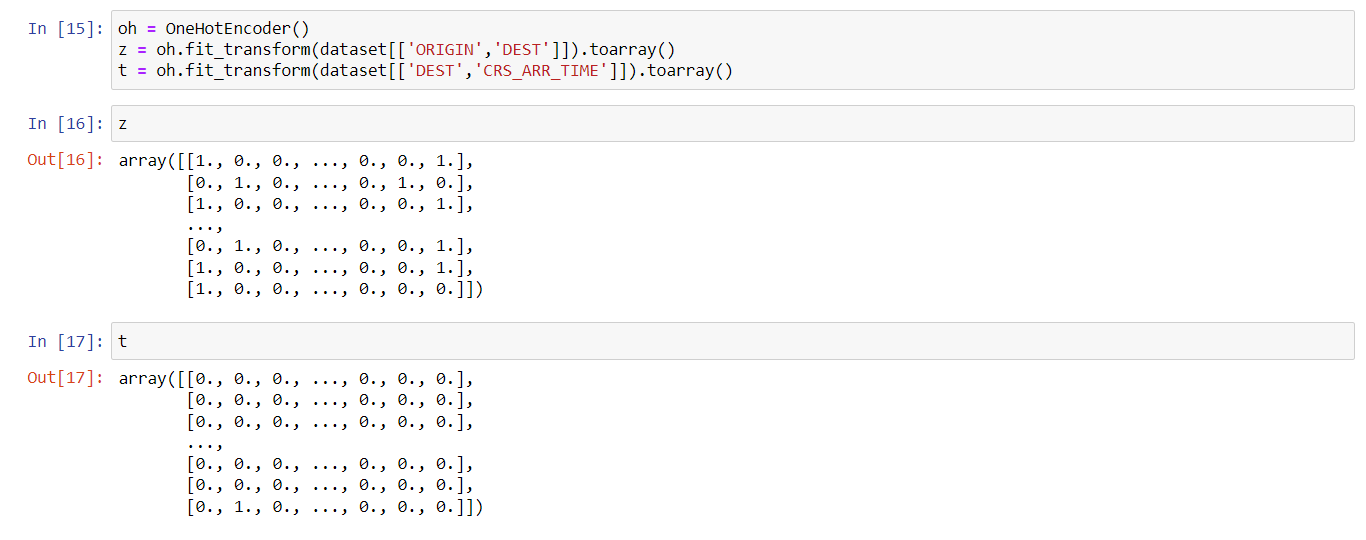 In [15]: oh = OneHotEncoder()
z = oh.fit_transform(dataset[['ORIGIN','DEST']]).toarray()
t = oh.fit_transform(dataset[['DEST','CRS_ARR_TIME']]).toarray()
In [16]: z
Out[16]: array([[1., 0., 0., ..., 0., 0., 1.],
[0., 1., 0., ..., 0., 1., 0.],
[1., 0., 0., ..., 0., 0., 1.],
...,
[0., 1., 0., ..., 0., 0., 1.],
[1., 0., 0., ..., 0., 0., 1.],
[1., 0., 0., ..., 0., 0., 0.]])
In [17]: t
Out[17]: array([[0., 0., 0., ..., 0., 0., 0.],
[0., 0., 0., ..., 0., 0., 0.],
[0., 0., 0., ..., 0., 0., 0.],
...,
[0., 0., 0., ..., 0., 0., 0.],
[0., 0., 0., ..., 0., 0., 0.],
[0., 1., 0., ..., 0., 0., 0.]])